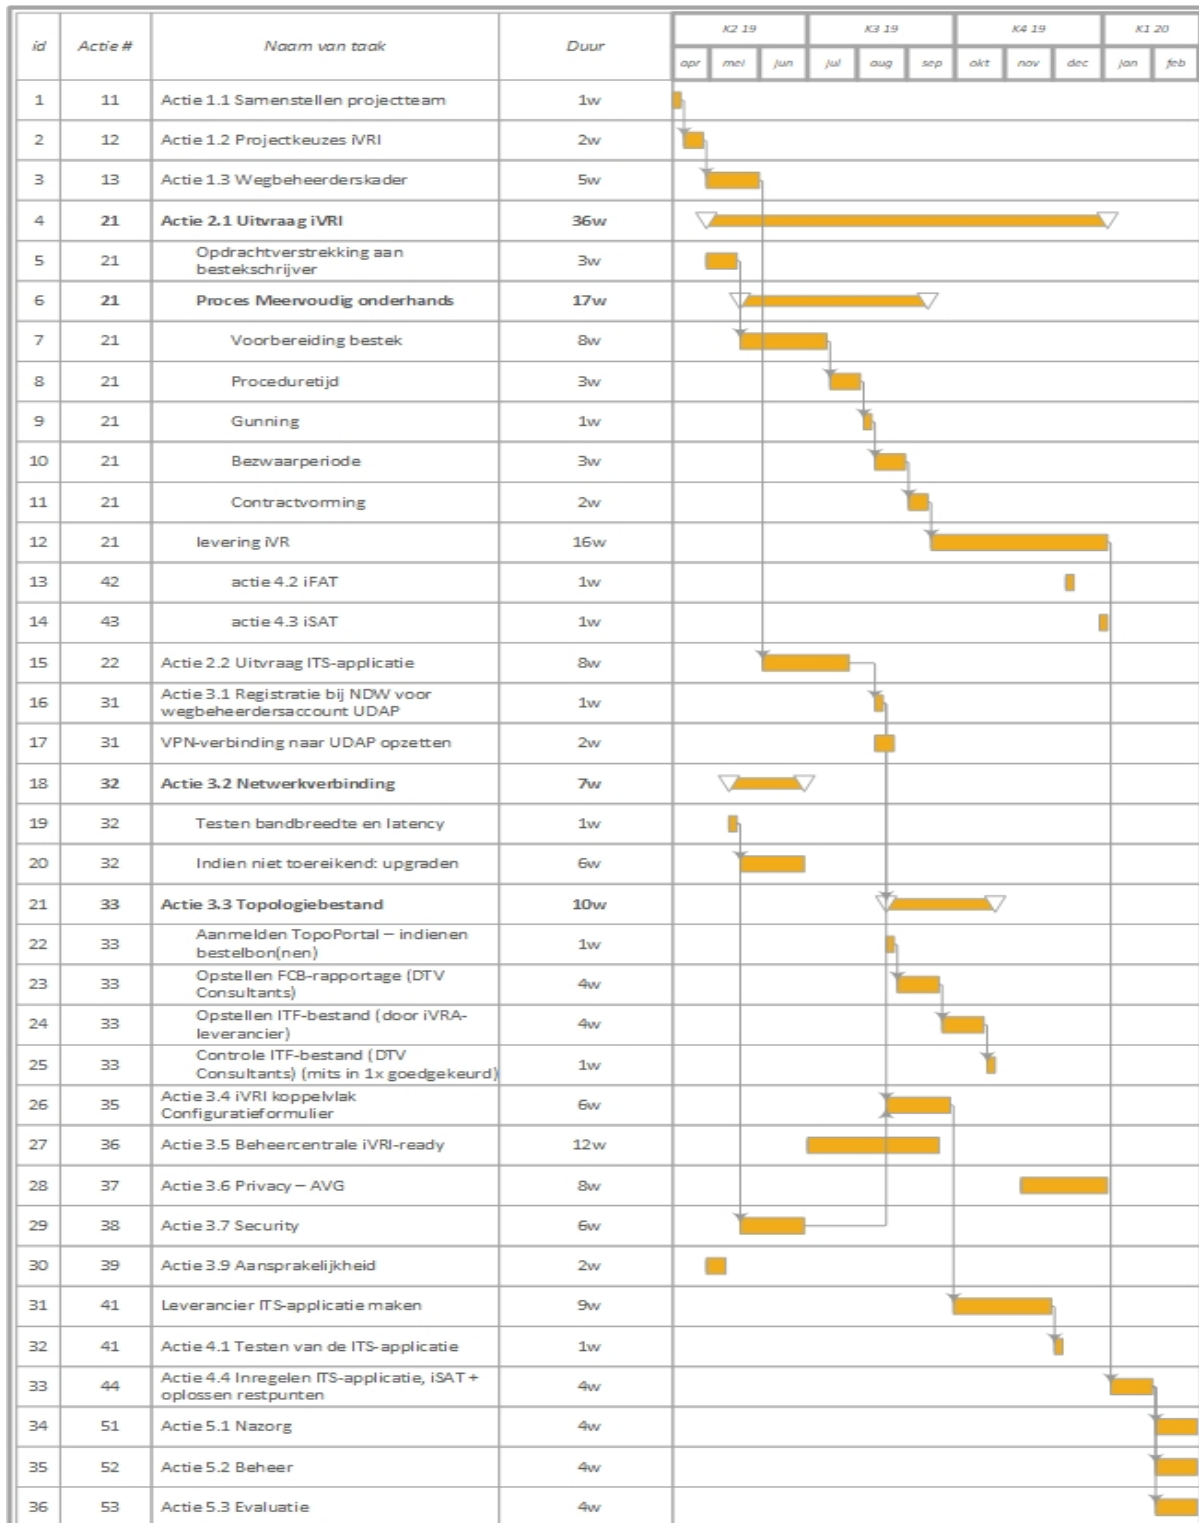 id Actie # Naam van taak Duur K2 19 K3 19 K4 19 K1 20
apr mei jun jul aug sep okt nov dec jan feb
1 11 Actie 1.1 Samenstellen projectteam 1w
2 12 Actie 1.2 Projectkeuzes iVRI 2w
3 13 Actie 1.3 Wegbeheerderskader 5w
4 21 Actie 2.1 Uitvraag iVRI 36w
5 21 Opdrachtverstrekking aan
bestekschrijver 3w
6 21 Proces Meervoudig onderhands 17w
7 21 Voorbereiding bestek 8w
8 21 Proceduretijd 3w
9 21 Gunning 1w
10 21 Bezwaarperiode 3w
11 21 Contractvorming 2w
12 21 levering iVR 16w
13 42 actie 4.2 iFAT 1w
14 43 actie 4.3 iSAT 1w
15 22 Actie 2.2 Uitvraag ITS-applicatie 8w
16 31 Actie 3.1 Registratie bij NDW voor
wegbeheerdersaccount UDAP 1w
17 31 VPN-verbinding naar UDAP opzetten 2w
18 32 Actie 3.2 Netwerkverbinding 7w
19 32 Testen bandbreedte en latency 1w
20 32 Indien niet toereikend: upgraden 6w
21 33 Actie 3.3 Topologiebestand 10w
22 33 Aanmelden TopoPortal – indienen
bestelbon(nen) 1w
23 33 Opstellen FCB-rapportage (DTV
Consultants) 4w
24 33 Opstellen ITF-bestand (door iVRA-
leverancier) 4w
25 33 Controle ITF-bestand (DTV
Consultants) (mits in 1x goedgekeurd) 1w
26 35 Actie 3.4 iVRI koppelvlak
Configuratieformulier 6w
27 36 Actie 3.5 Beheercentrale iVRI-ready 12w
28 37 Actie 3.6 Privacy – AVG 8w
29 38 Actie 3.7 Security 6w
30 39 Actie 3.9 Aansprakelijkheid 2w
31 41 Leverancier ITS-applicatie maken 9w
32 41 Actie 4.1 Testen van de ITS-applicatie 1w
33 44 Actie 4.4 Inregelen ITS-applicatie, iSAT +
oplossen restpunten 4w
34 51 Actie 5.1 Nazorg 4w
35 52 Actie 5.2 Beheer 4w
36 53 Actie 5.3 Evaluatie 4w